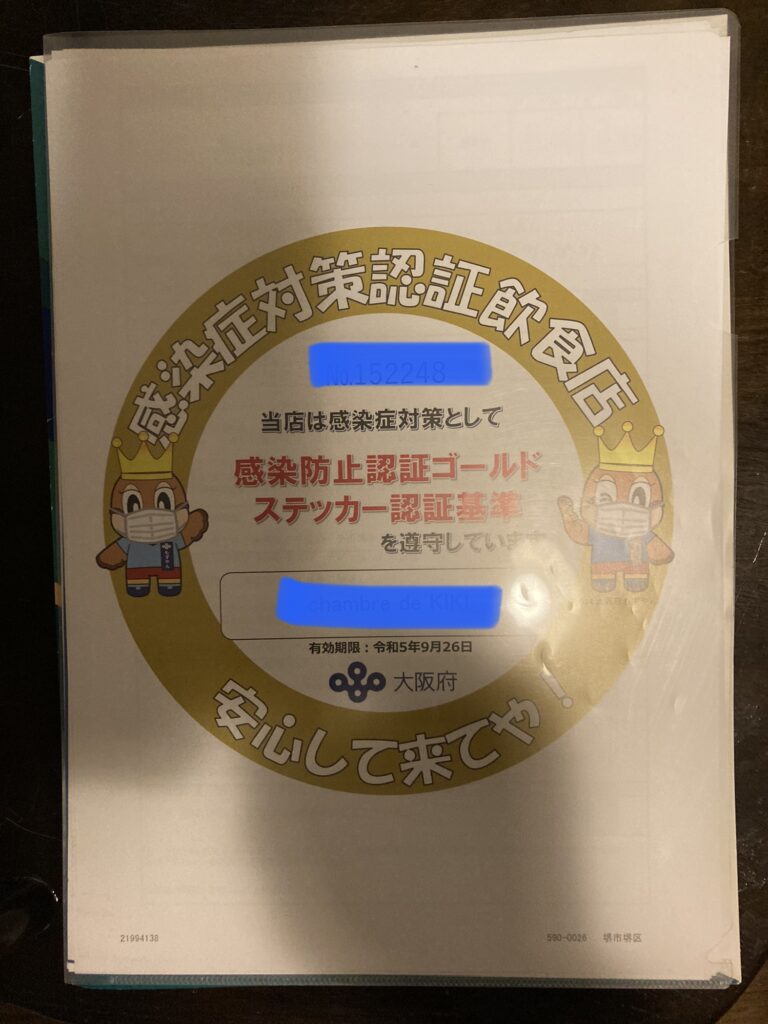 感染症対策認証飲食店
No.152248
当店は感染症対策として
感染防止認証ゴールド
ステッカー認証基準
を遵守しています
chambre de KIKI
有効期限：令和5年9月26日
大阪府
安心して来てや！
21994138
590-0026 堺市堺区